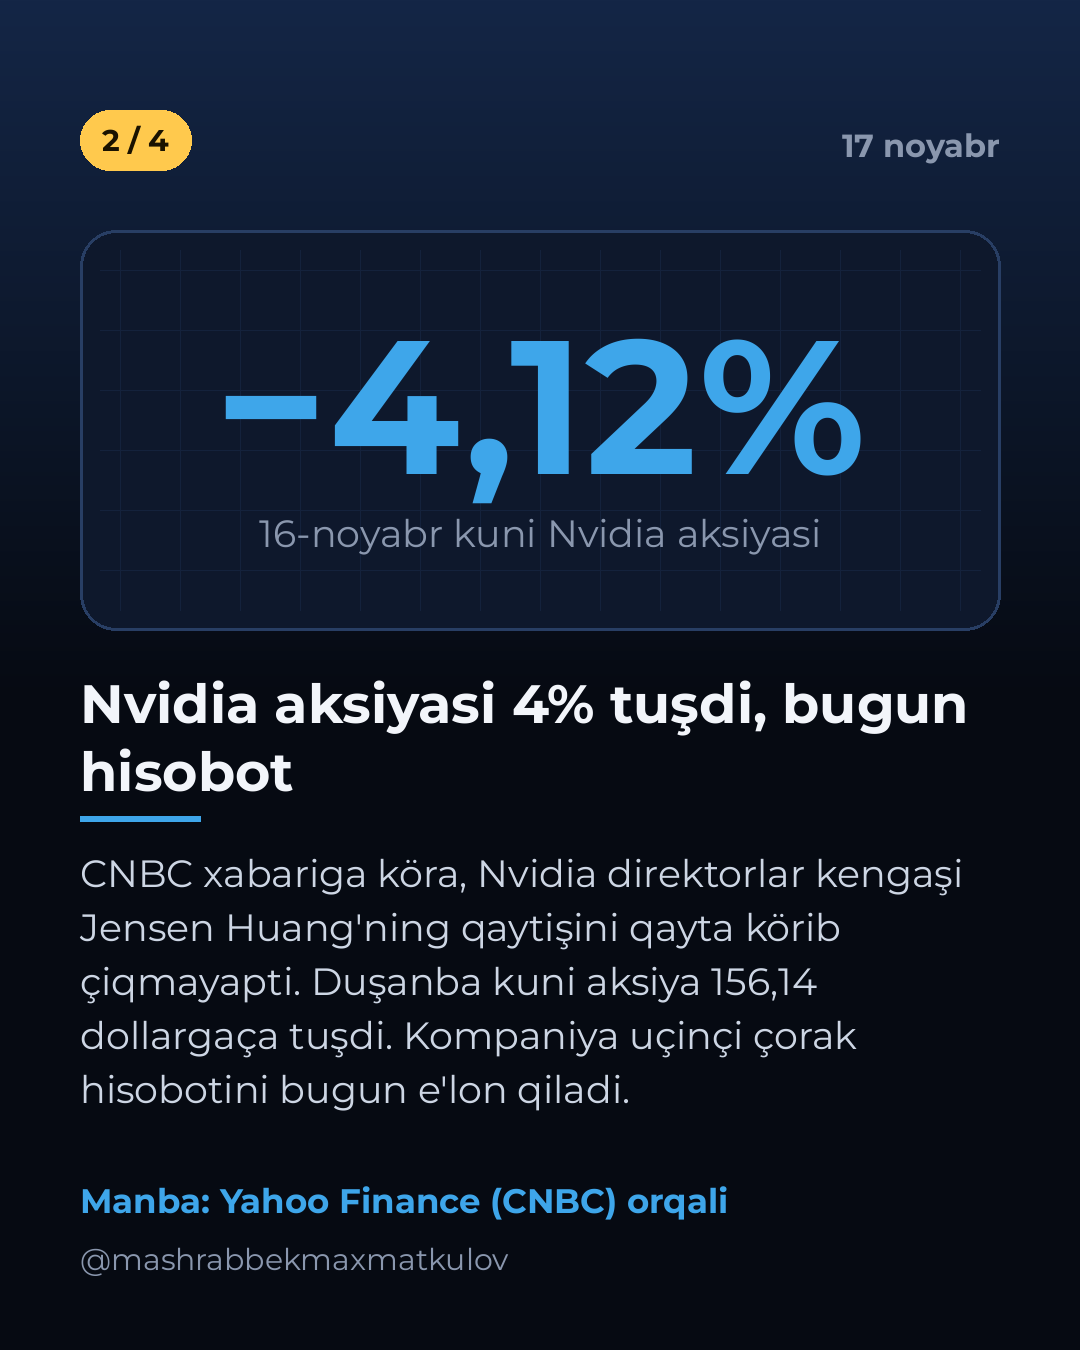 2 / 4
17 noyabr
−4,12%
16-noyabr kuni Nvidia aksiyasi
Nvidia aksiyasi 4% tuşdi, bugun
hisobot
CNBC xabariga köra, Nvidia direktorlar kengaşi
Jensen Huang'ning qaytişini qayta körib
çiqmayapti. Duşanba kuni aksiya 156,14
dollargaça tuşdi. Kompaniya uçinçi çorak
hisobotini bugun e'lon qiladi.
Manba: Yahoo Finance (CNBC) orqali
@mashrabbekmaxmatkulov